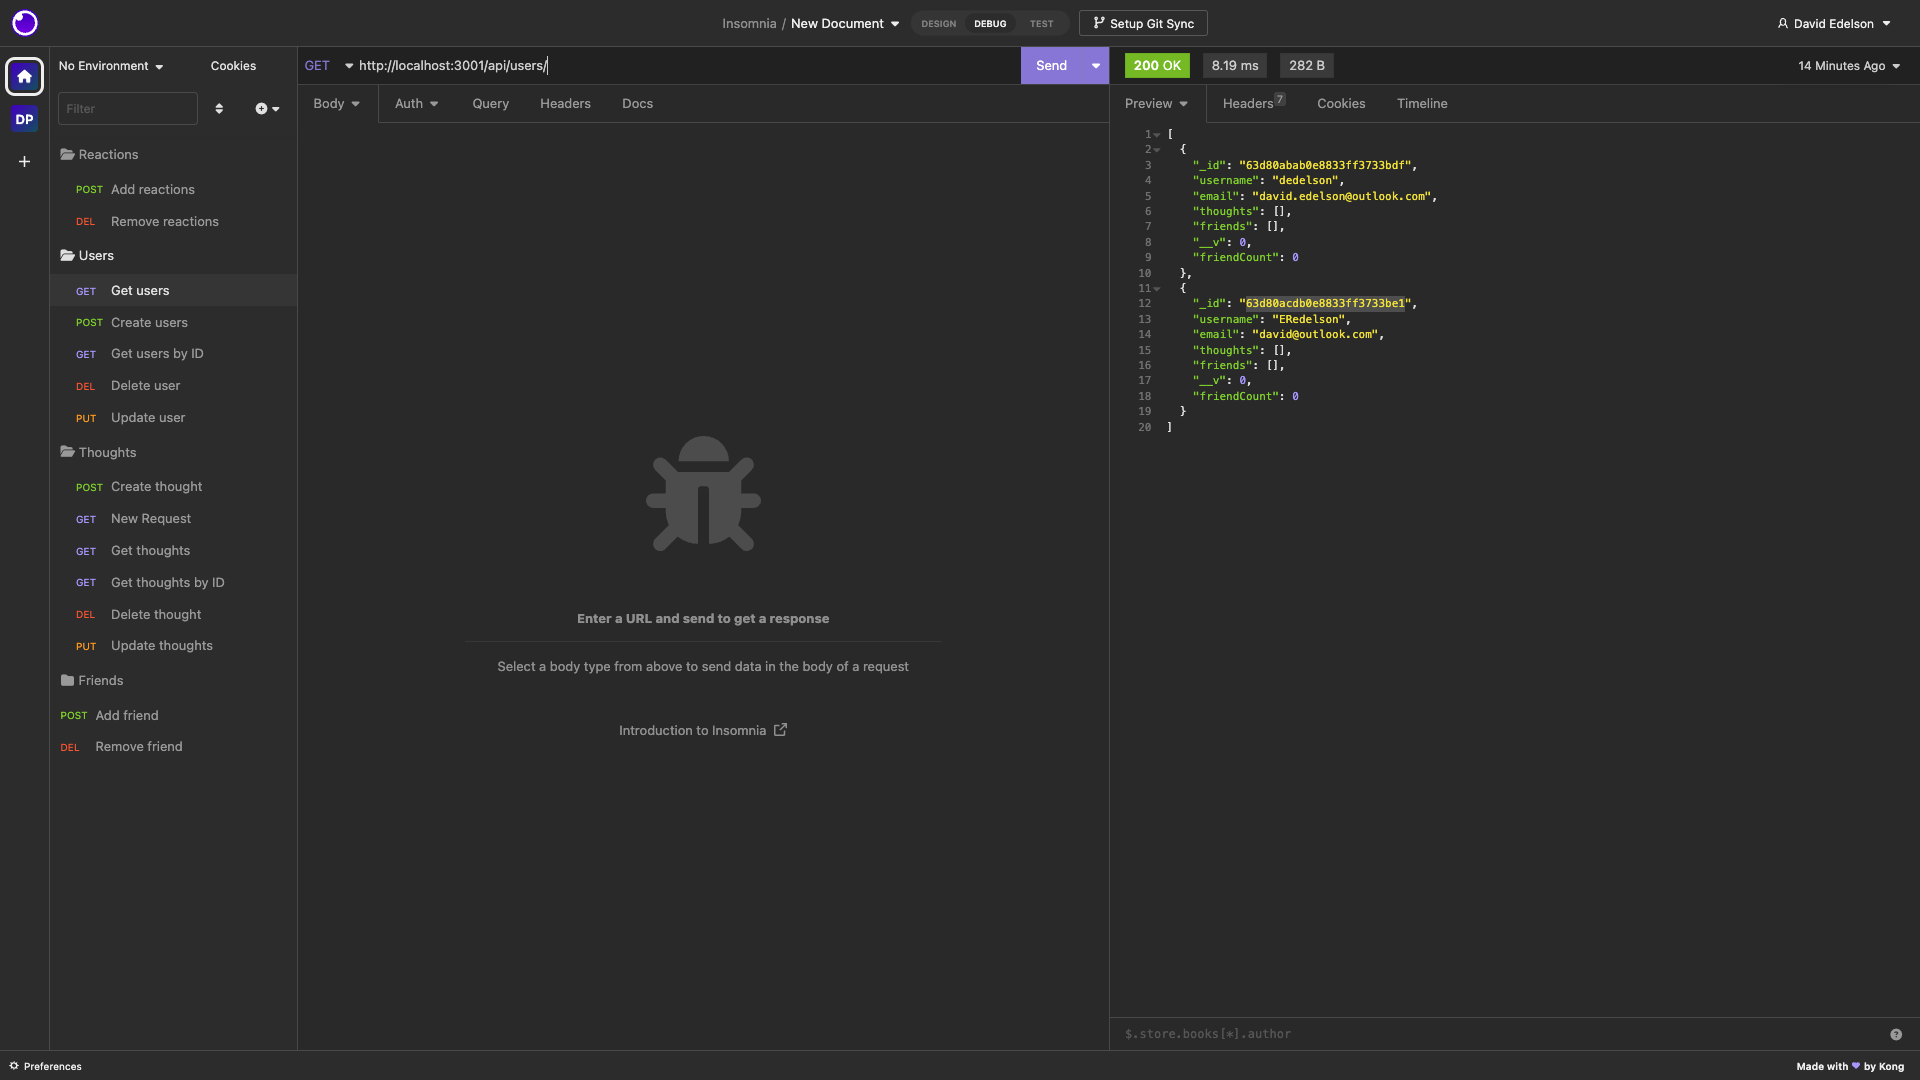 Insomnia / New Document
DESIGN DEBUG TEST
Setup Git Sync
David Edelson
DP
No Environment
Cookies
Filter
Reactions
POST Add reactions
DEL Remove reactions
Users
GET Get users
POST Create users
GET Get users by ID
DEL Delete user
PUT Update user
Thoughts
POST Create thought
GET New Request
GET Get thoughts
GET Get thoughts by ID
DEL Delete thought
PUT Update thoughts
Friends
POST Add friend
DEL Remove friend
GET http://localhost:3001/api/users/
Send
Body Auth Query Headers Docs
Enter a URL and send to get a response
Select a body type from above to send data in the body of a request
Introduction to Insomnia
200 OK 8.19 ms 282 B
14 Minutes Ago
Preview Headers 7 Cookies Timeline
1 [
2 {
3 "_id": "63d80abab0e8833ff3733bdf",
4 "username": "dedelson",
5 "email": "david.edelson@outlook.com",
6 "thoughts": [],
7 "friends": [],
8 "__v": 0,
9 "friendCount": 0
10 },
11 {
12 "_id": "63d80acdb0e8833ff3733be1",
13 "username": "ERedelson",
14 "email": "david@outlook.com",
15 "thoughts": [],
16 "friends": [],
17 "__v": 0,
18 "friendCount": 0
19 }
20 ]
$.store.books[*].author
Preferences
Made with ♥ by Kong